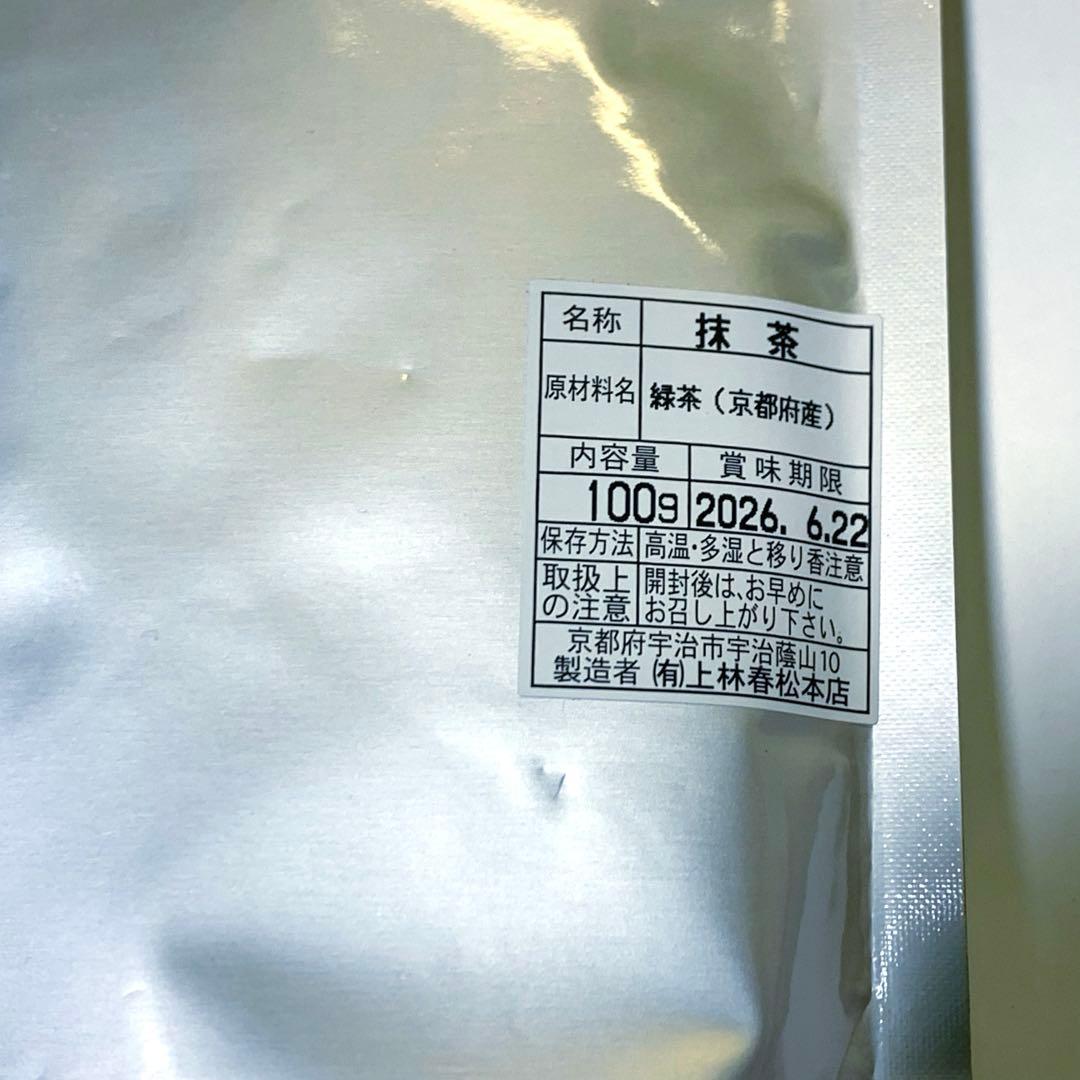 名称 抹 茶
原材料名 緑茶（京都府産）
内容量 賞味期限
100g 2026. 6.22
保存方法 高温・多湿と移り香注意
取扱上の注意 開封後は、お早めに
お召し上がり下さい。
京都府宇治市宇治蔭山10
製造者 (有)上林春松本店